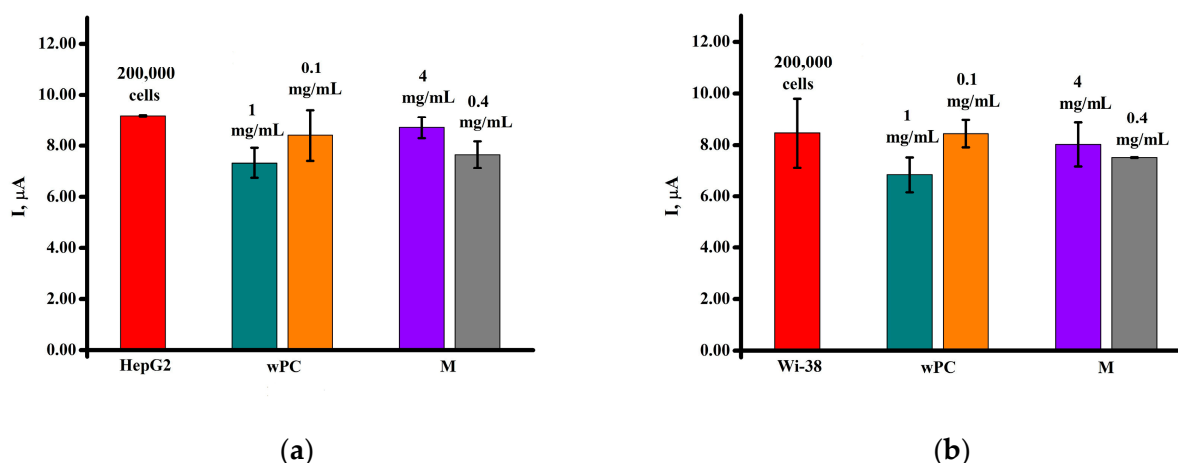 12.00
10.00
8.00
6.00
4.00
2.00
0.00
I, µA
200,000
cells
1
mg/mL
0.1
mg/mL
4
mg/mL
0.4
mg/mL
HepG2
wPC
M
(a)
12.00
10.00
8.00
6.00
4.00
2.00
0.00
I, µA
200,000
cells
1
mg/mL
0.1
mg/mL
4
mg/mL
0.4
mg/mL
Wi-38
wPC
M
(b)